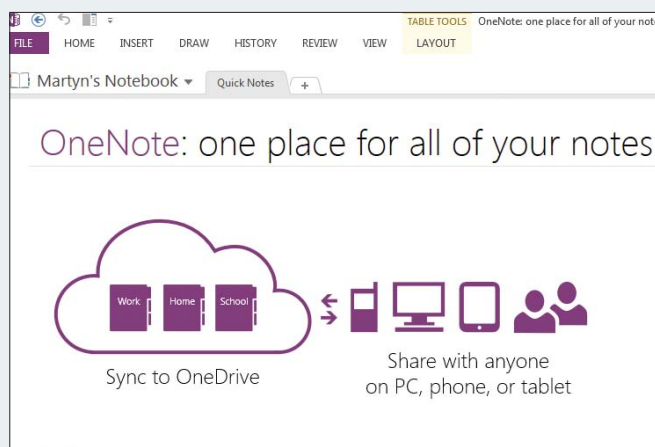 TABLE TOOLS OneNote: one place for all of your
FILE HOME INSERT DRAW HISTORY REVIEW VIEW LAYOUT
Martyn's Notebook Quick Notes +
OneNote: one place for all of your notes
Work Home School
Sync to OneDrive
Share with anyone
on PC, phone, or tablet